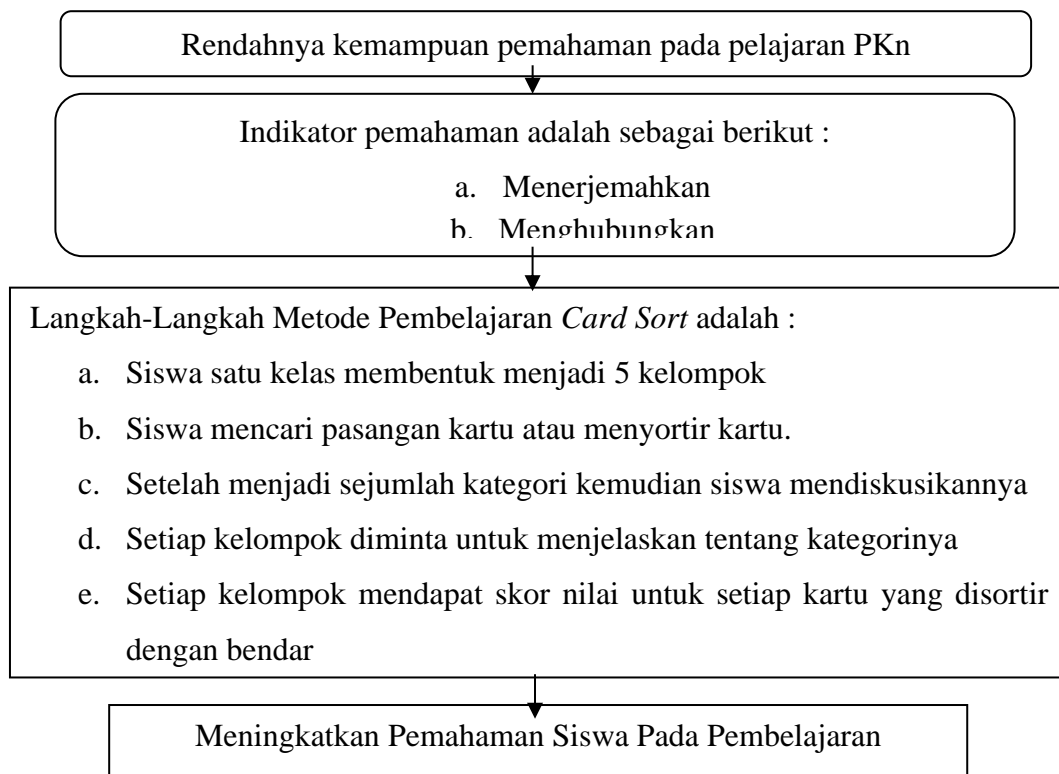 Rendahnya kemampuan pemahaman pada pelajaran PKn
Indikator pemahaman adalah sebagai berikut :
a. Menerjemahkan
b. Menghubungkan
Langkah-Langkah Metode Pembelajaran Card Sort adalah :
a. Siswa satu kelas membentuk menjadi 5 kelompok
b. Siswa mencari pasangan kartu atau menyortir kartu.
c. Setelah menjadi sejumlah kategori kemudian siswa mendiskusikannya
d. Setiap kelompok diminta untuk menjelaskan tentang kategorinya
e. Setiap kelompok mendapat skor nilai untuk setiap kartu yang disortir
dengan bendar
Meningkatkan Pemahaman Siswa Pada Pembelajaran